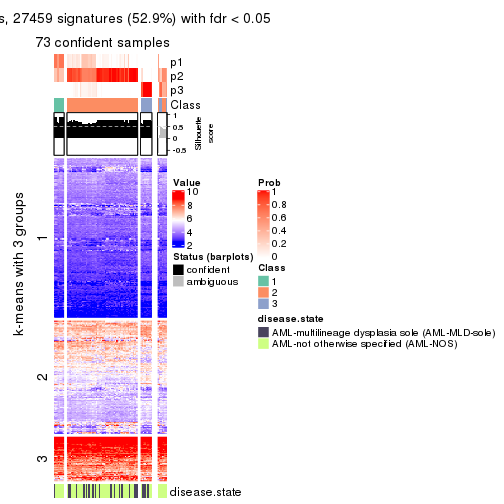 s, 27459 signatures (52.9%) with fdr < 0.05
73 confident samples
p1
p2
p3
Class
1
0.5
0
-0.5
Silhouette
score
k-means with 3 groups
1
2
3
Value
10
8
6
4
2
Status (barplots)
confident
ambiguous
Prob
1
0.8
0.6
0.4
0.2
0
Class
1
2
3
disease.state
AML-multilineage dysplasia sole (AML-MLD-sole)
AML-not otherwise specified (AML-NOS)
disease.state